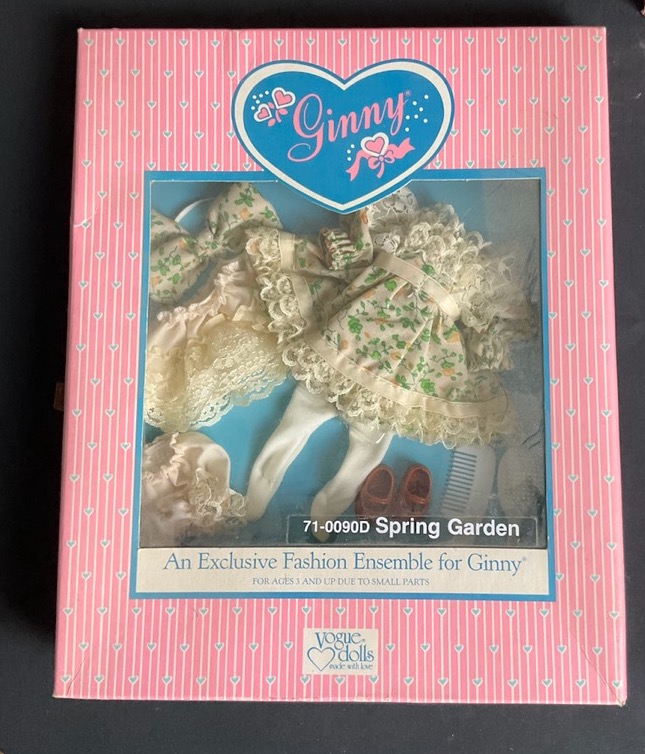 Ginny®
71-0090D Spring Garden
An Exclusive Fashion Ensemble for Ginny®
FOR AGES 3 AND UP DUE TO SMALL PARTS
Vogue®
dolls
made with love